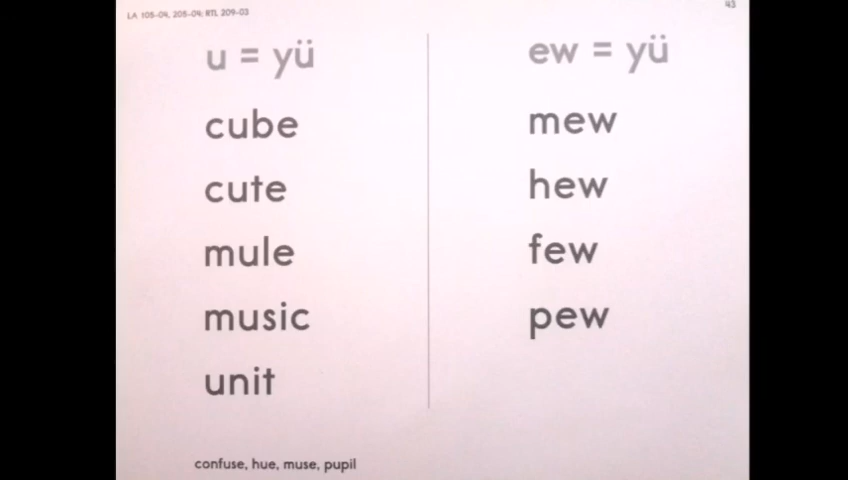 LA 105-04, 205-04; RTL 209-03
43
u = yü
cube
cute
mule
music
unit
ew = yü
mew
hew
few
pew
confuse, hue, muse, pupil